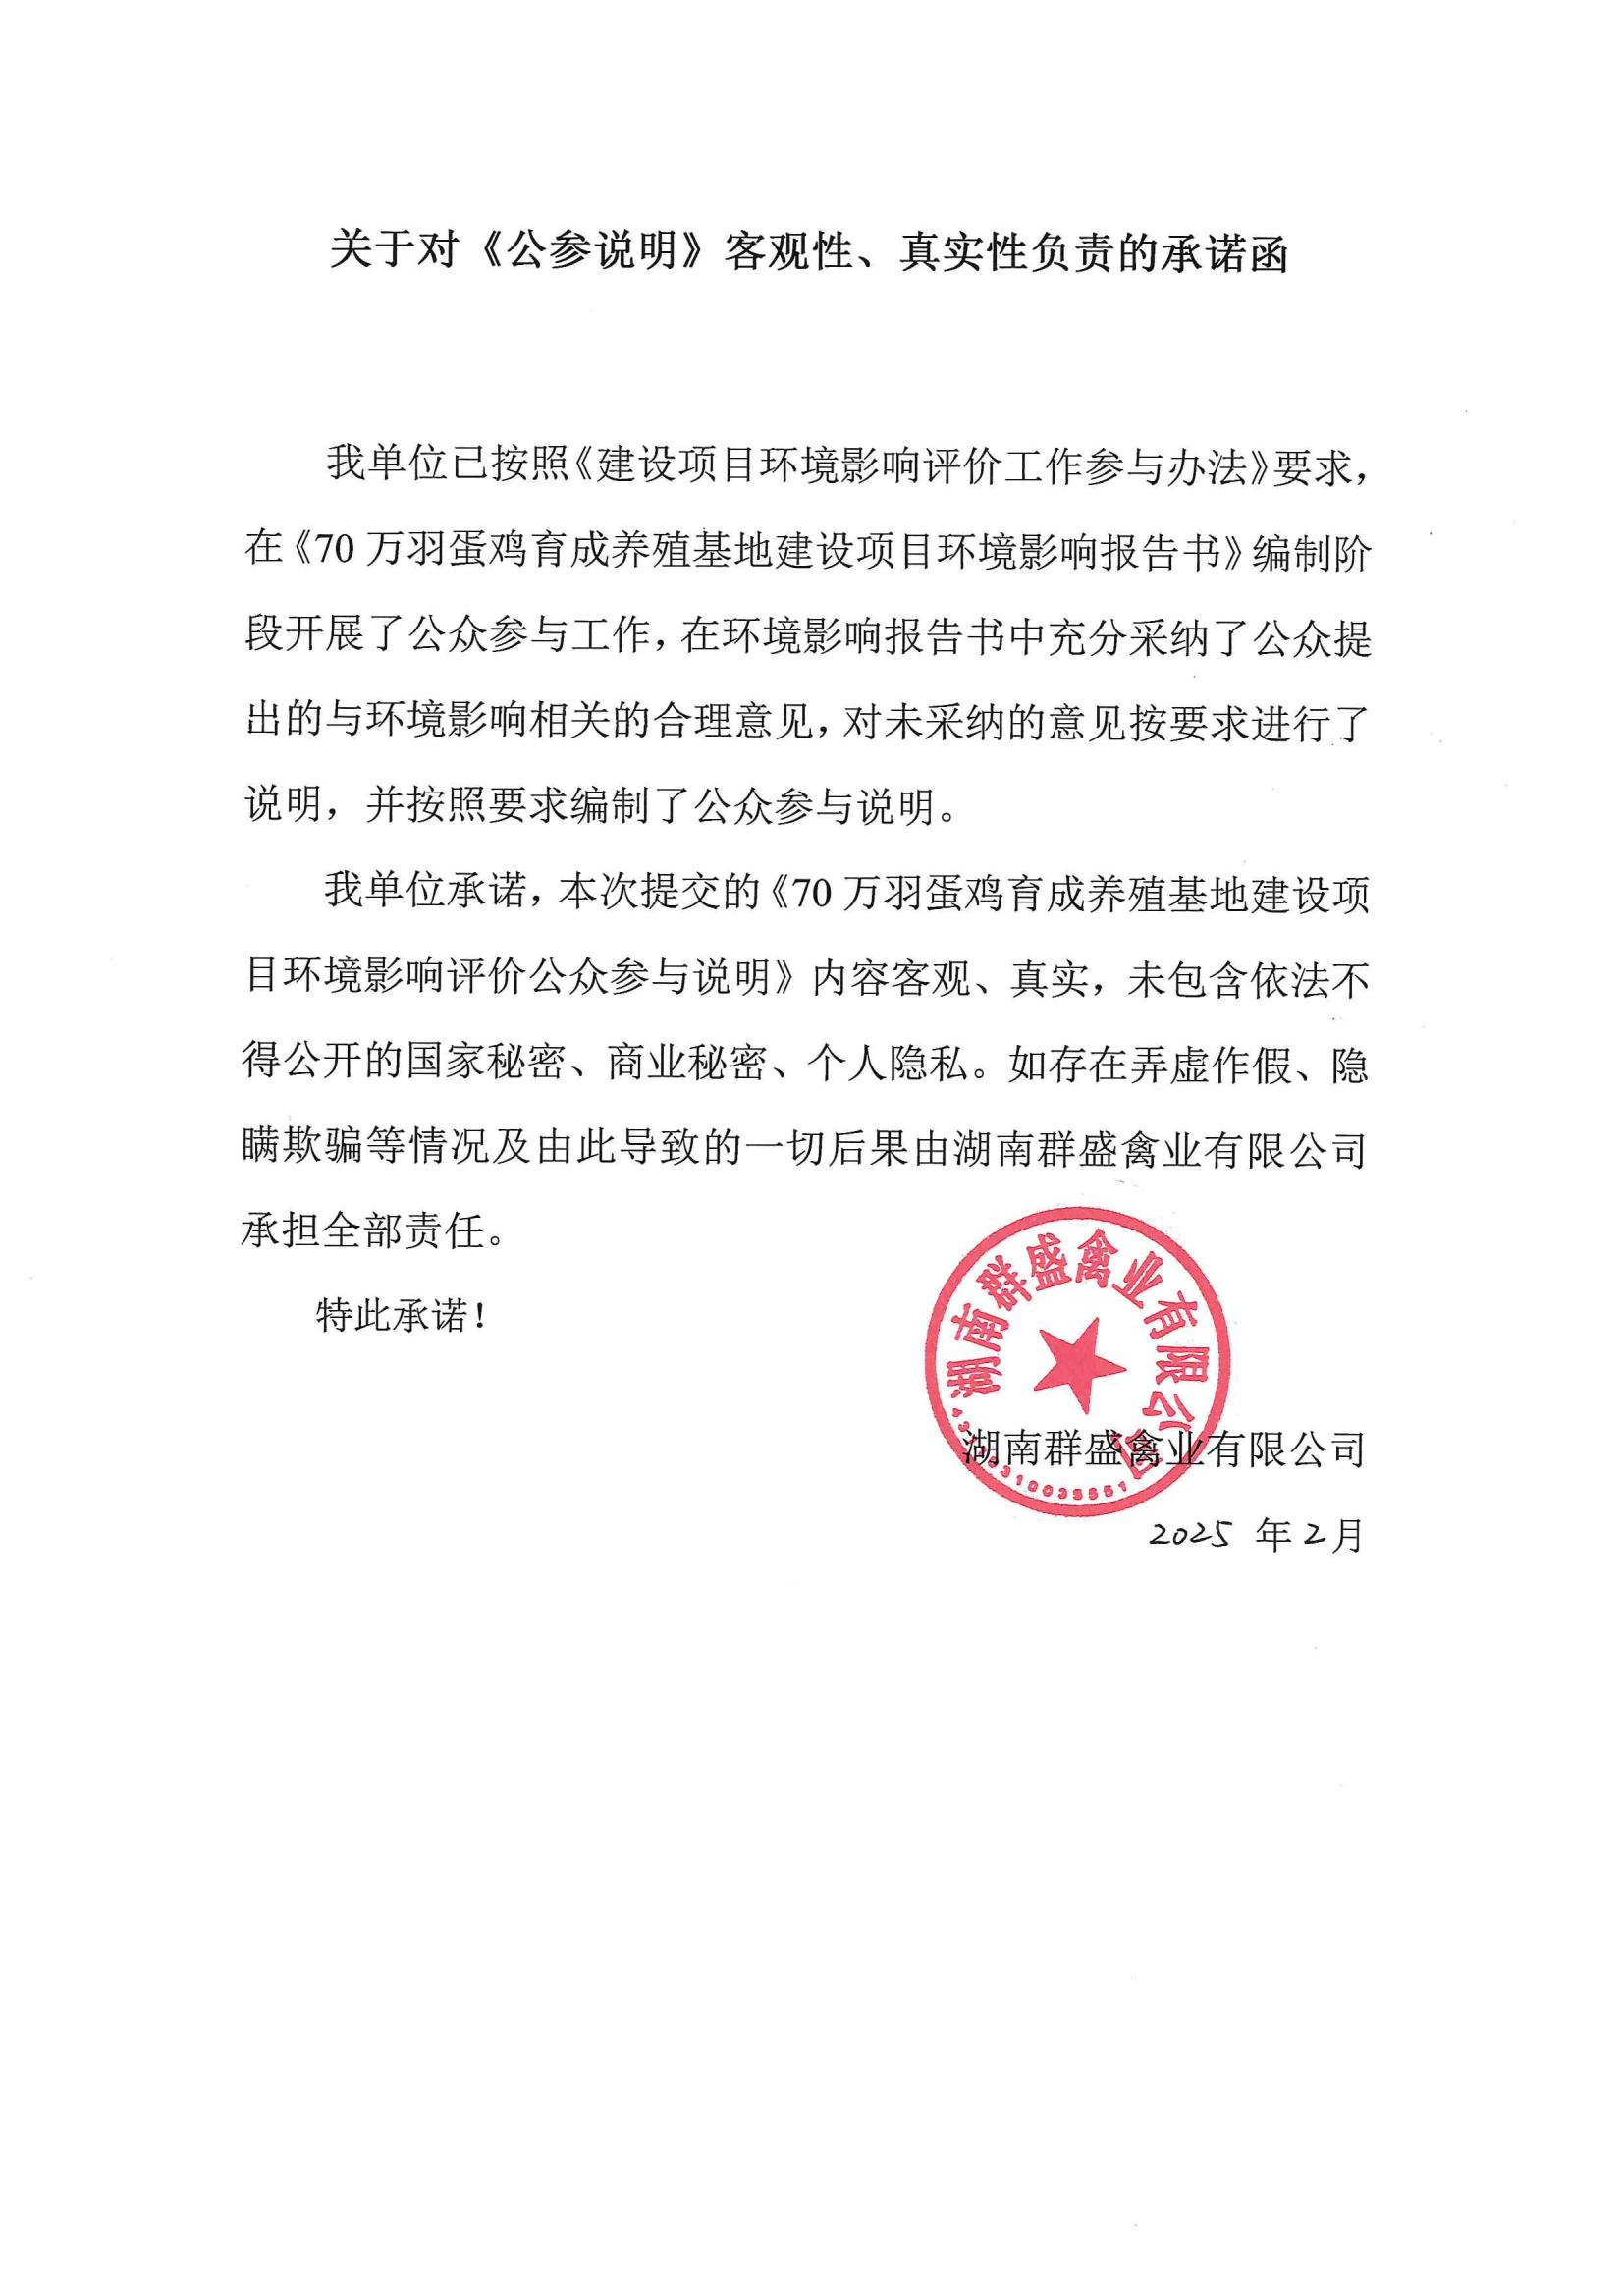 关于对《公参说明》客观性、真实性负责的承诺函
我单位已按照《建设项目环境影响评价工作参与办法》要求，
在《70万羽蛋鸡育成养殖基地建设项目环境影响报告书》编制阶
段开展了公众参与工作，在环境影响报告书中充分采纳了公众提
出的与环境影响相关的合理意见，对未采纳的意见按要求进行了
说明，并按照要求编制了公众参与说明。
我单位承诺，本次提交的《70万羽蛋鸡育成养殖基地建设项
目环境影响评价公众参与说明》内容客观、真实，未包含依法不
得公开的国家秘密、商业秘密、个人隐私。如存在弄虚作假、隐
瞒欺骗等情况及由此导致的一切后果由湖南群盛禽业有限公司
承担全部责任。
特此承诺！
湖南群盛禽业有限公司
湖南群盛禽业有限公司
2025 年 2 月